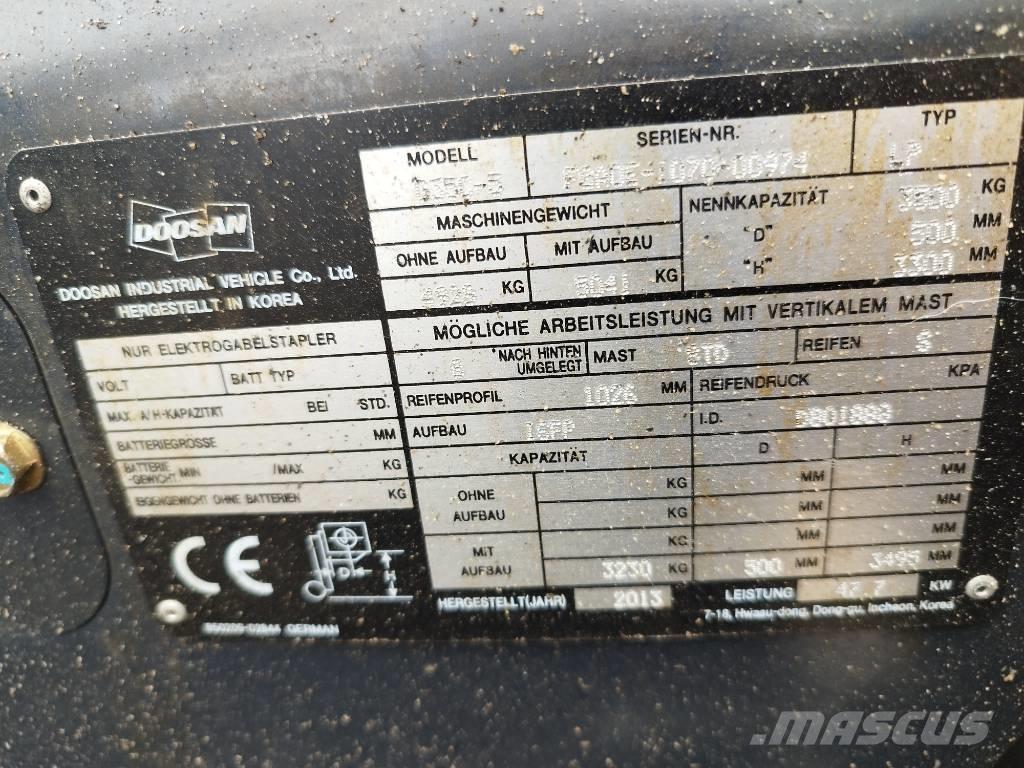 MODELL
SERIEN-NR.
TYP
LP
DOOSAN
DOOSAN INDUSTRIAL VEHICLE Co., Ltd.
HERGESTELLT IN KOREA
MASCHINENGEWICHT
OHNE AUFBAU
MIT AUFBAU
KG
5041 KG
NENNKAPAZITÄT 3500 KG
"D" 500 MM
"H" 3300 MM
MÖGLICHE ARBEITSLEISTUNG MIT VERTIKALEM MAST
NACH HINTEN UMGELEGT
MAST STD
REIFEN S
REIFENPROFIL 1026 MM
REIFENDRUCK KPA
AUFBAU
I.D.
KAPAZITÄT
D
H
OHNE AUFBAU
KG MM MM
KG MM MM
KG MM MM
MIT AUFBAU
3230 KG 500 MM 3495 MM
HERGESTELLT(JAHR) 2013
LEISTUNG 47.7 KW
7-18, Hwasu-dong, Dong-gu, Incheon, Korea
NUR ELEKTROGABELSTAPLER
VOLT
BATT TYP
MAX. A/H-KAPAZITÄT BEI STD.
BATTERIEGRÖSSE MM
BATTERIE-GEWICHT MIN /MAX KG
EIGENGEWICHT OHNE BATTERIEN KG
CE
D
H
GERMAN
MASCUS